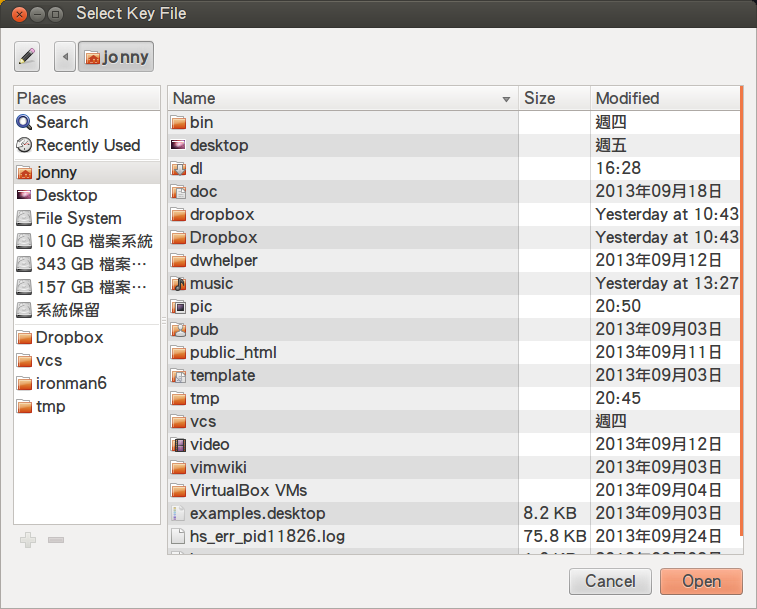 Select Key File
jonny
Places
Search
Recently Used
jonny
Desktop
File System
10 GB 檔案系統
343 GB 檔案…
157 GB 檔案…
系統保留
Dropbox
vcs
ironman6
tmp
Name Size Modified
bin 週四
desktop 週五
dl 16:28
doc 2013年09月18日
dropbox Yesterday at 10:43
Dropbox Yesterday at 10:43
dwhelper 2013年09月12日
music Yesterday at 13:27
pic 20:50
pub 2013年09月03日
public_html 2013年09月11日
template 2013年09月03日
tmp 20:45
vcs 週四
video 2013年09月12日
vimwiki 2013年09月03日
VirtualBox VMs 2013年09月04日
examples.desktop 8.2 KB 2013年09月03日
hs_err_pid11826.log 75.8 KB 2013年09月24日
Cancel Open